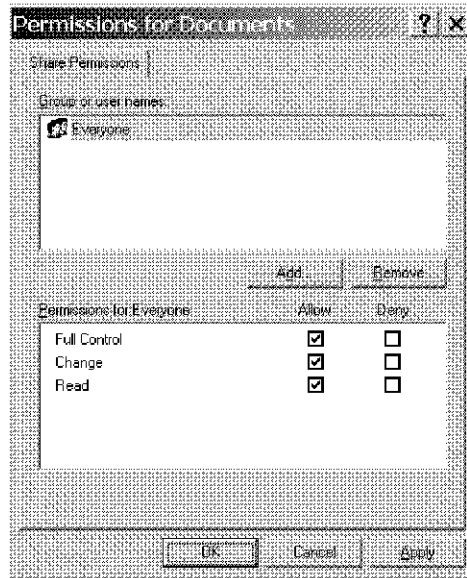 Permissions for Documents
Share Permissions
Group or user names:
Everyone
Add... Remove
Permissions for Everyone Allow Deny
Full Control
Change
Read
OK Cancel Apply